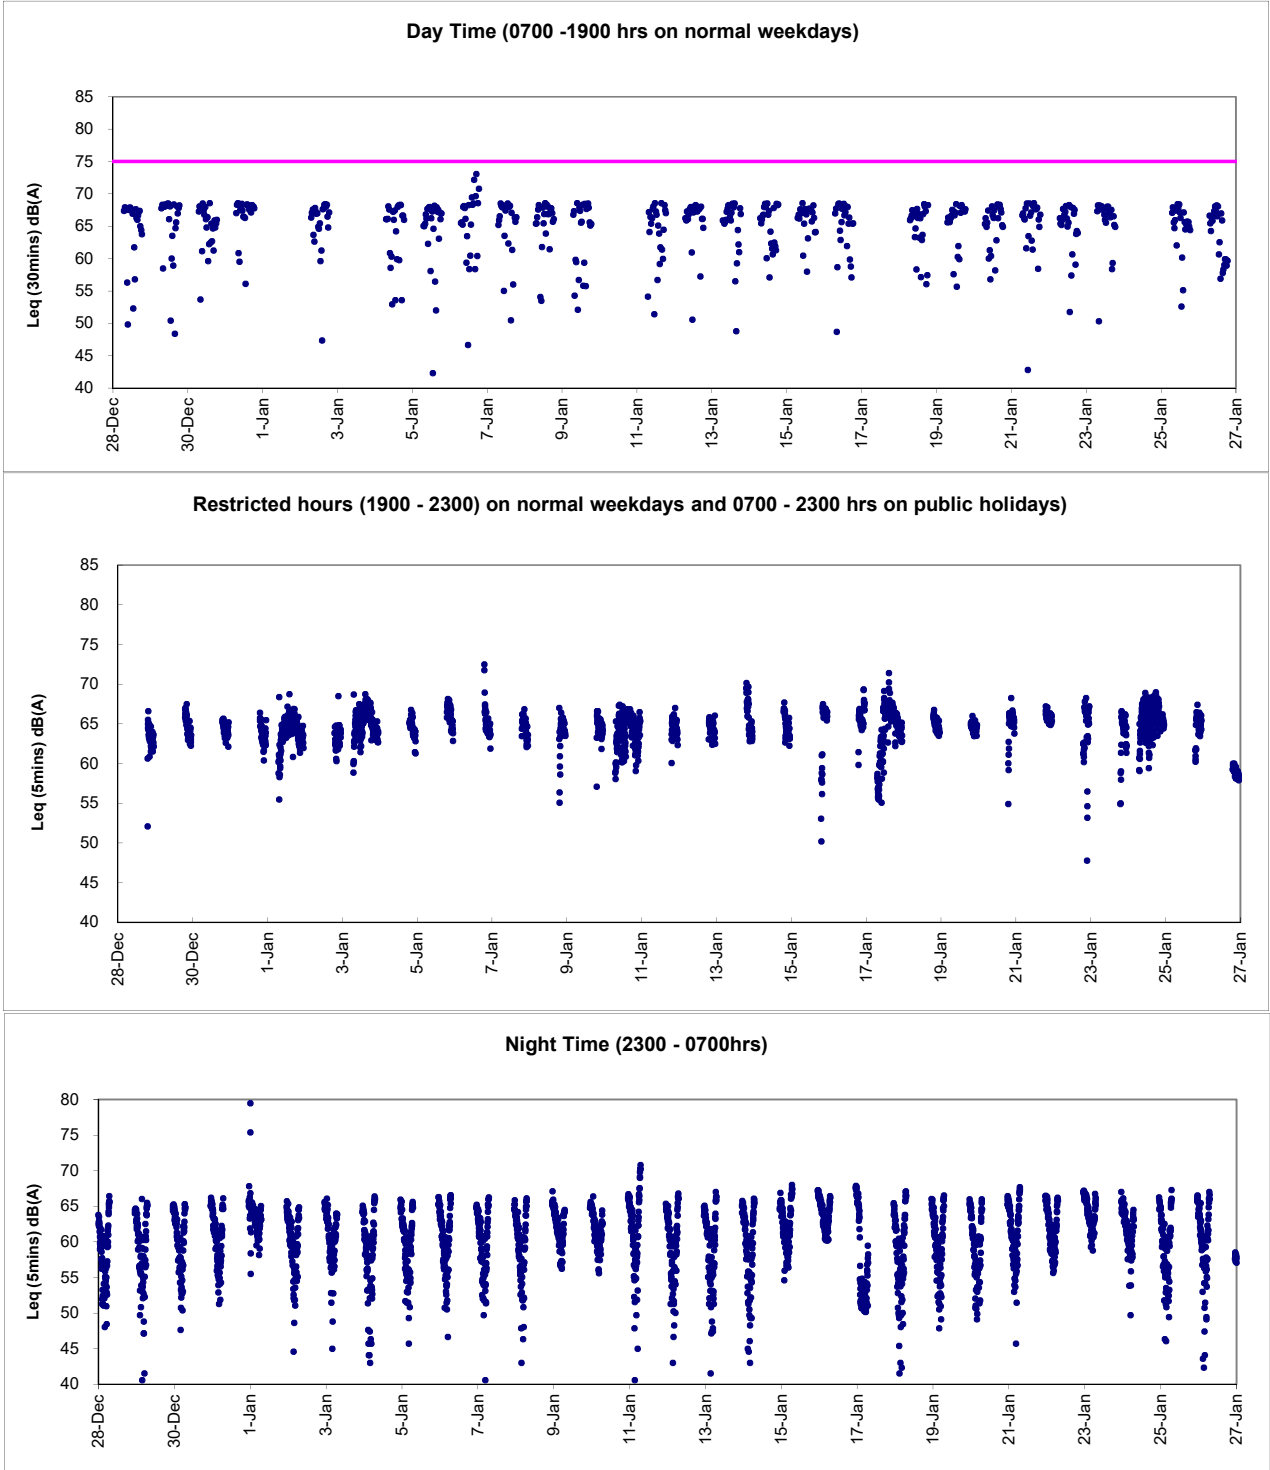 Day Time (0700 -1900 hrs on normal weekdays)
Leq (30mins) dB(A)
85
80
75
70
65
60
55
50
45
40
28-Dec
30-Dec
1-Jan
3-Jan
5-Jan
7-Jan
9-Jan
11-Jan
13-Jan
15-Jan
17-Jan
19-Jan
21-Jan
23-Jan
25-Jan
27-Jan
Restricted hours (1900 - 2300) on normal weekdays and 0700 - 2300 hrs on public holidays)
Leq (5mins) dB(A)
85
80
75
70
65
60
55
50
45
40
28-Dec
30-Dec
1-Jan
3-Jan
5-Jan
7-Jan
9-Jan
11-Jan
13-Jan
15-Jan
17-Jan
19-Jan
21-Jan
23-Jan
25-Jan
27-Jan
Night Time (2300 - 0700hrs)
Leq (5mins) dB(A)
80
75
70
65
60
55
50
45
40
28-Dec
30-Dec
1-Jan
3-Jan
5-Jan
7-Jan
9-Jan
11-Jan
13-Jan
15-Jan
17-Jan
19-Jan
21-Jan
23-Jan
25-Jan
27-Jan